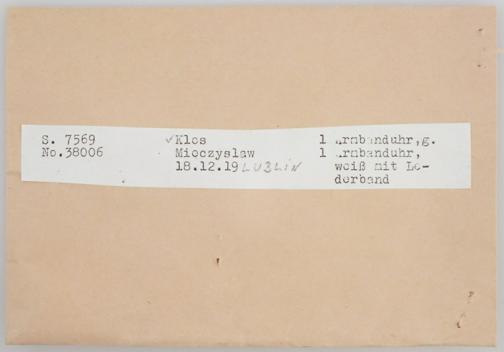 S. 7569 Klos 1 Armbanduhr,g.
No.38006 Mieczyslaw 1 Armbanduhr,
18.12.19 LUBLIN weiß mit Le-
derband